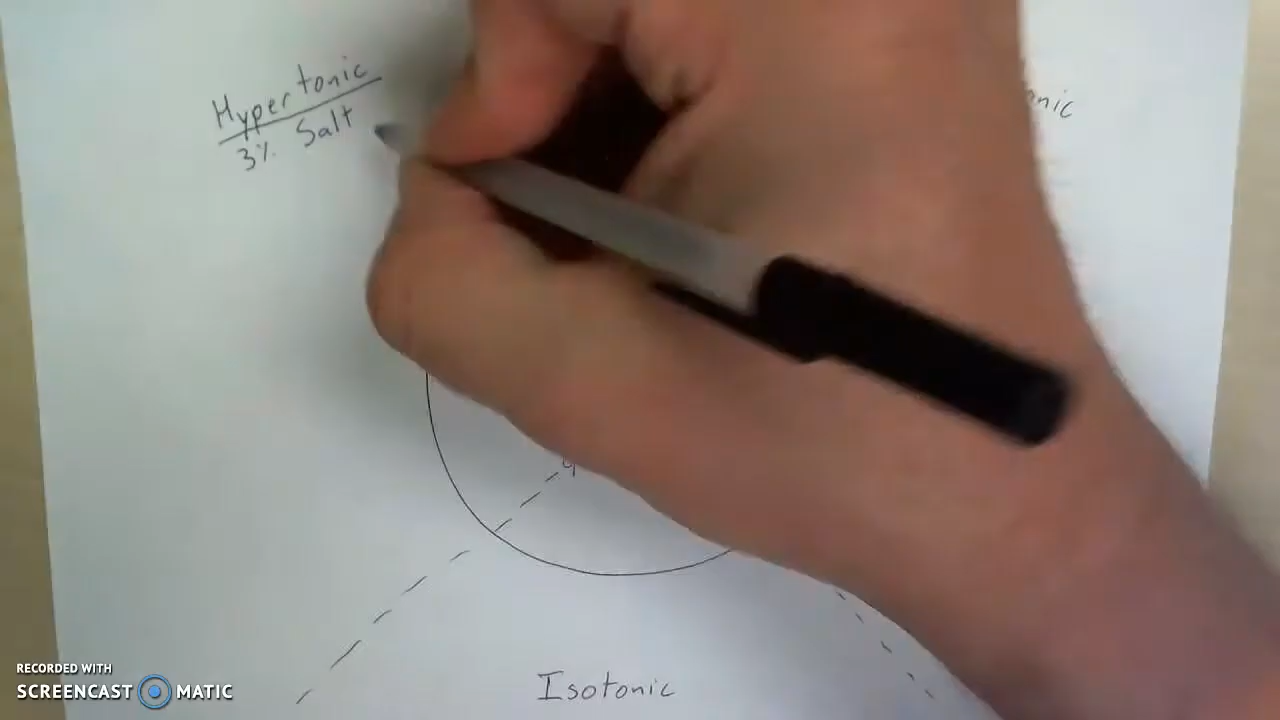 Hypertonic
3% Salt
Isotonic
RECORDED WITH
SCREENCAST MATIC